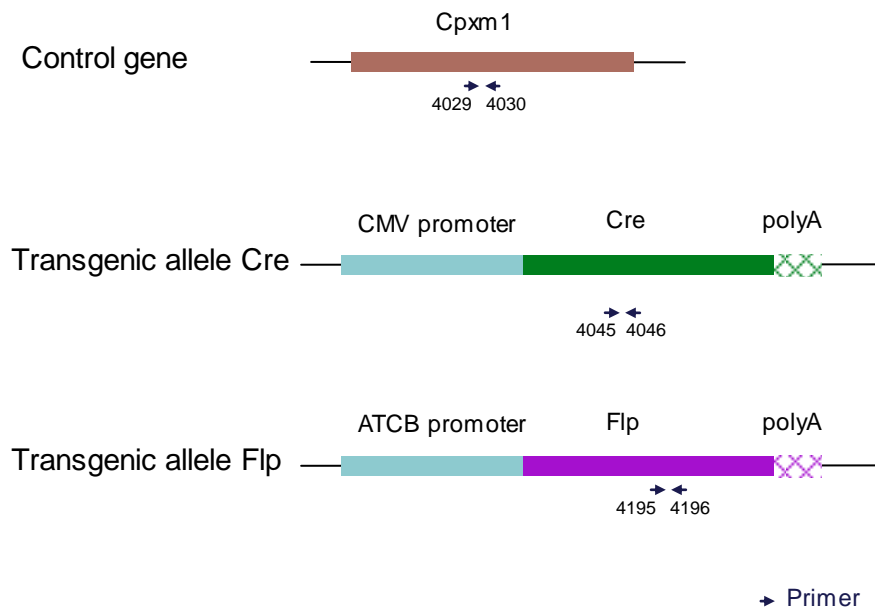 Cpxm1
Control gene
4029 4030
CMV promoter Cre polyA
Transgenic allele Cre
4045 4046
ATCB promoter Flp polyA
Transgenic allele Flp
4195 4196
Primer